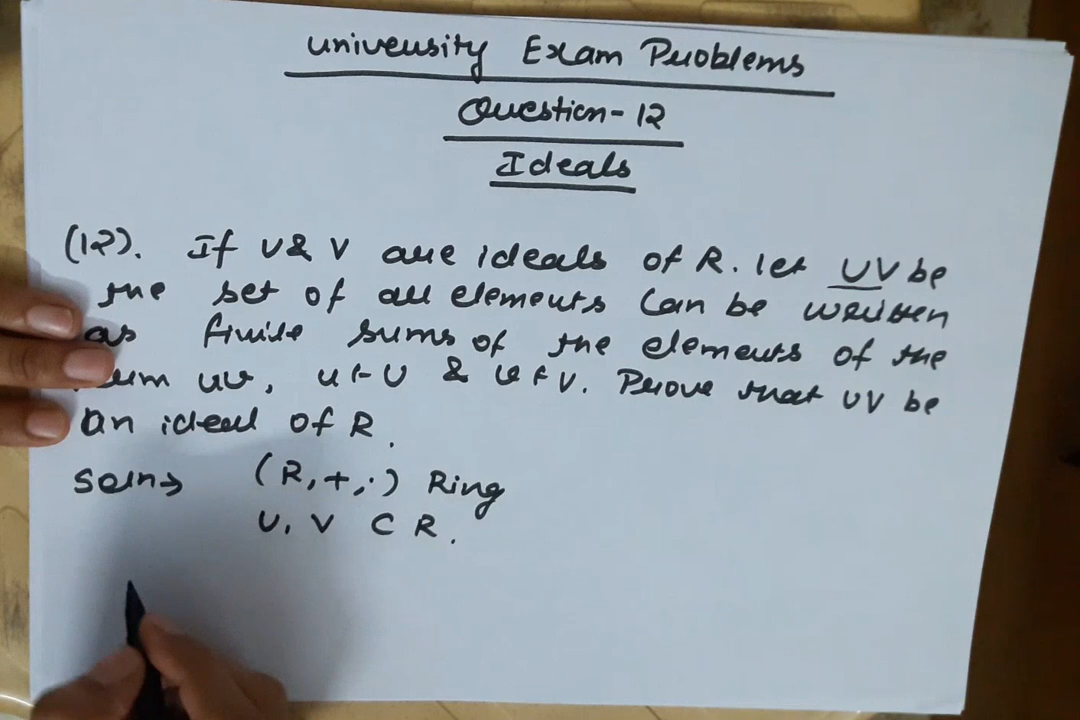 University Exam Problems
Question-12
Ideals
(12). If U & V are ideals of R. let UV be
the set of all elements can be written
as finite sums of the elements of the
uv, u ∈ U & v ∈ V. Prove that UV be
an ideal of R.
Soln→ (R,+,·) Ring
U, V ⊂ R.